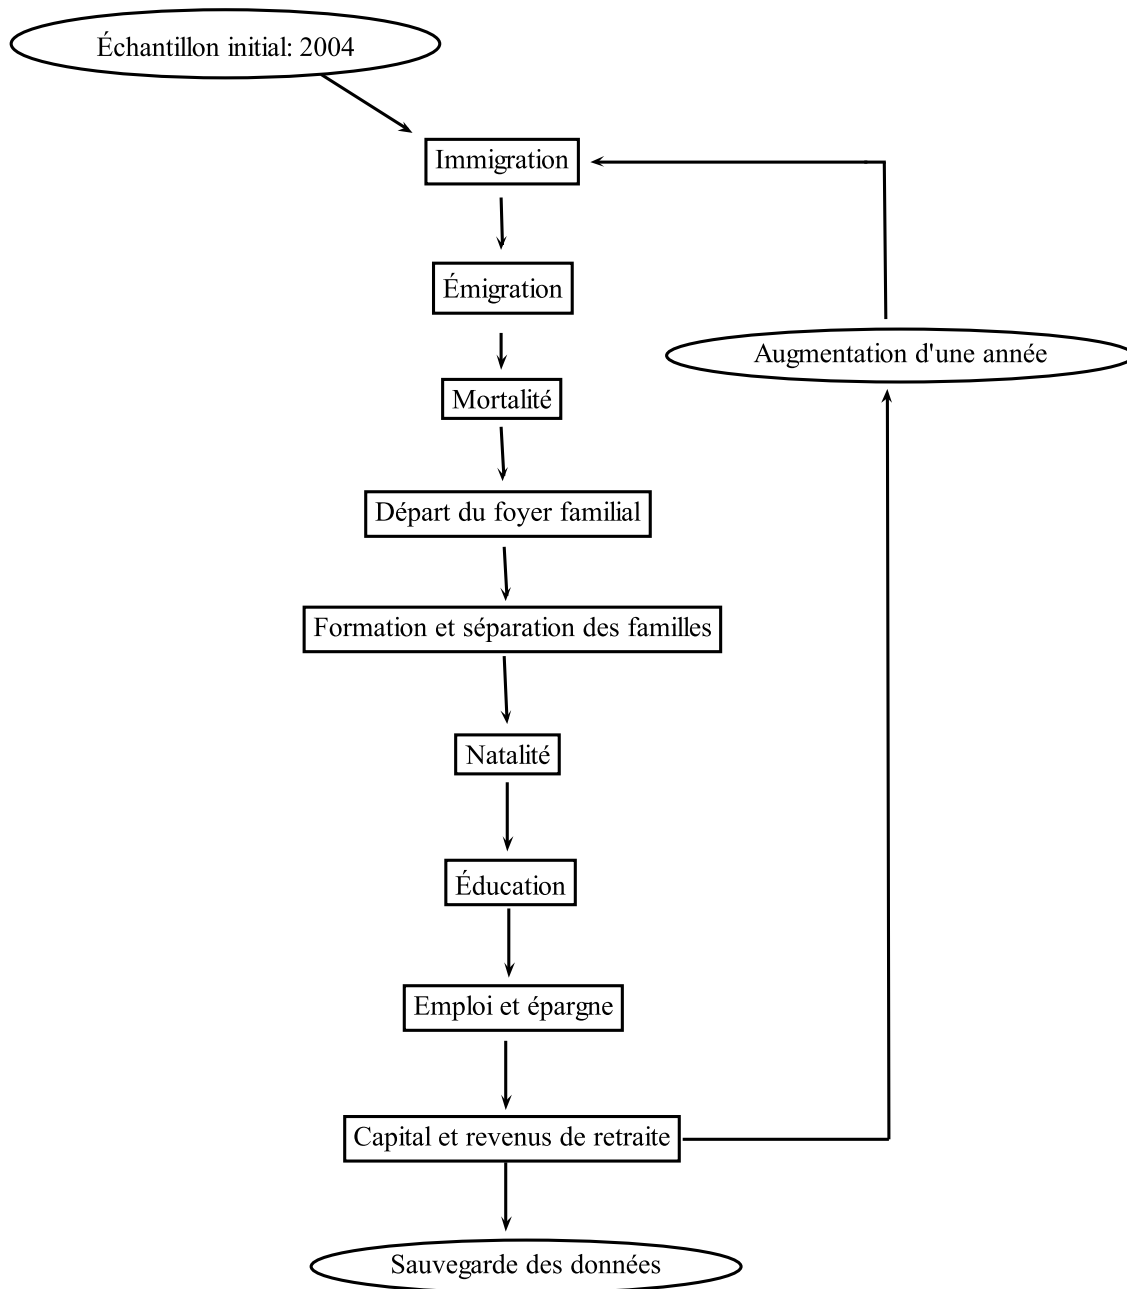 Échantillon initial: 2004
Immigration
Émigration
Augmentation d'une année
Mortalité
Départ du foyer familial
Formation et séparation des familles
Natalité
Éducation
Emploi et épargne
Capital et revenus de retraite
Sauvegarde des données